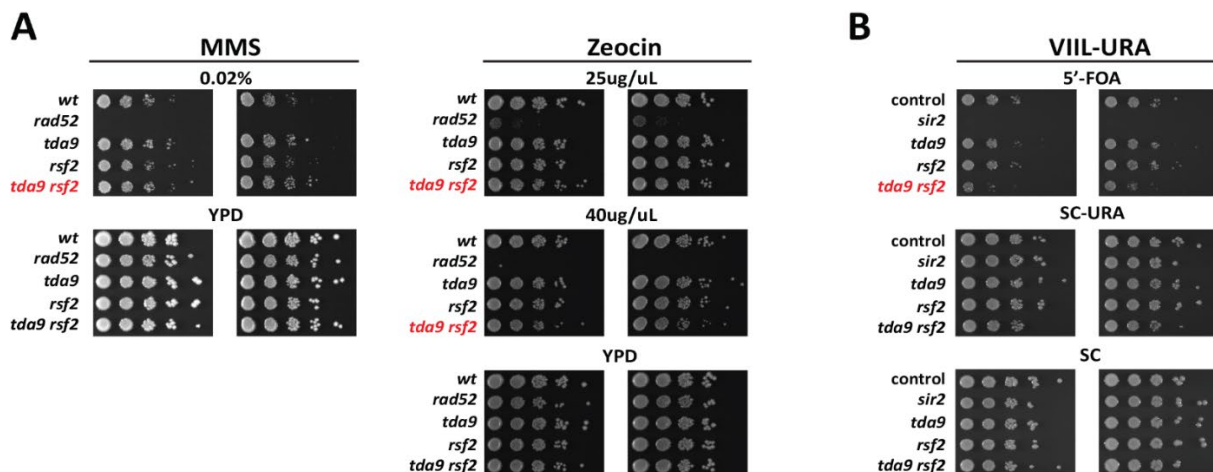 A
MMS
0.02%
wt
rad52
tda9
rsf2
tda9 rsf2
YPD
wt
rad52
tda9
rsf2
tda9 rsf2
Zeocin
25ug/uL
wt
rad52
tda9
rsf2
tda9 rsf2
40ug/uL
wt
rad52
tda9
rsf2
tda9 rsf2
YPD
wt
rad52
tda9
rsf2
tda9 rsf2
B
VIIL-URA
5'-FOA
control
sir2
tda9
rsf2
tda9 rsf2
SC-URA
control
sir2
tda9
rsf2
tda9 rsf2
SC
control
sir2
tda9
rsf2
tda9 rsf2